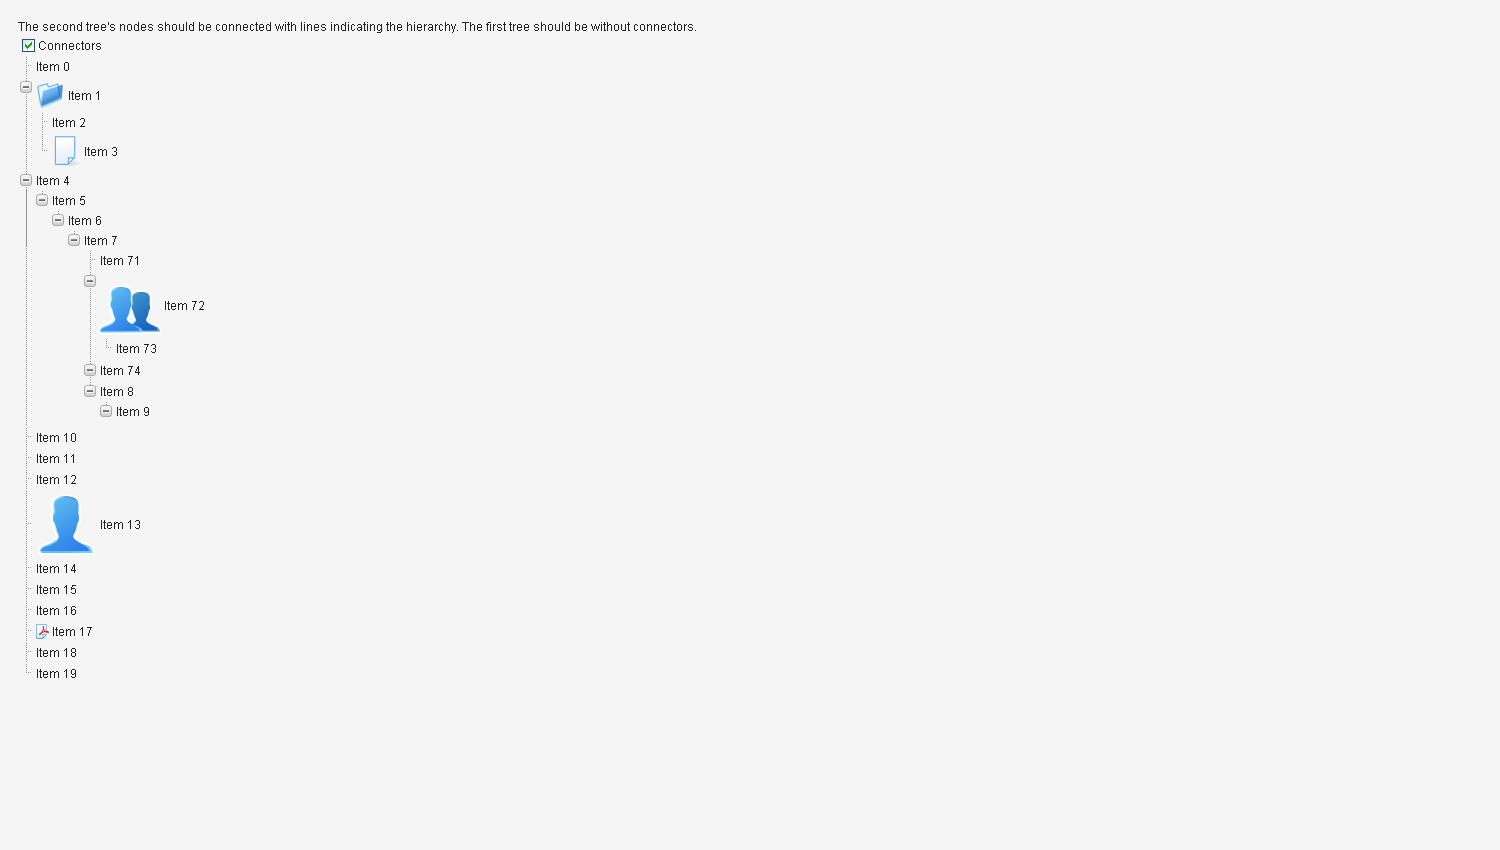 The second tree's nodes should be connected with lines indicating the hierarchy. The first tree should be without connectors.
Connectors
Item 0
Item 1
Item 2
Item 3
Item 4
Item 5
Item 6
Item 7
Item 71
Item 72
Item 73
Item 74
Item 8
Item 9
Item 10
Item 11
Item 12
Item 13
Item 14
Item 15
Item 16
Item 17
Item 18
Item 19